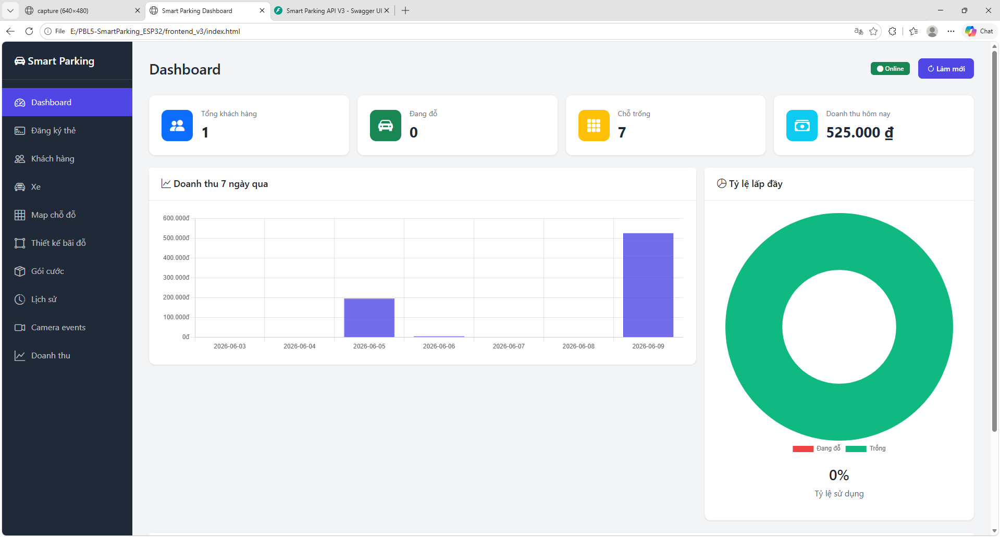 capture (640×480)
Smart Parking Dashboard
Smart Parking API V3 - Swagger UI
File E:/PBL5-SmartParking_ESP32/frontend_v3/index.html
Chat
Smart Parking
Dashboard
Đăng ký thẻ
Khách hàng
Xe
Map chỗ đỗ
Thiết kế bãi đỗ
Gói cước
Lịch sử
Camera events
Doanh thu
Dashboard
Online
Làm mới
Tổng khách hàng
1
Đang đỗ
0
Chỗ trống
7
Doanh thu hôm nay
525.000 ₫
Doanh thu 7 ngày qua
600.000đ
500.000đ
400.000đ
300.000đ
200.000đ
100.000đ
0đ
2026-06-03 2026-06-04 2026-06-05 2026-06-06 2026-06-07 2026-06-08 2026-06-09
Tỷ lệ lấp đầy
Đang đỗ Trống
0%
Tỷ lệ sử dụng